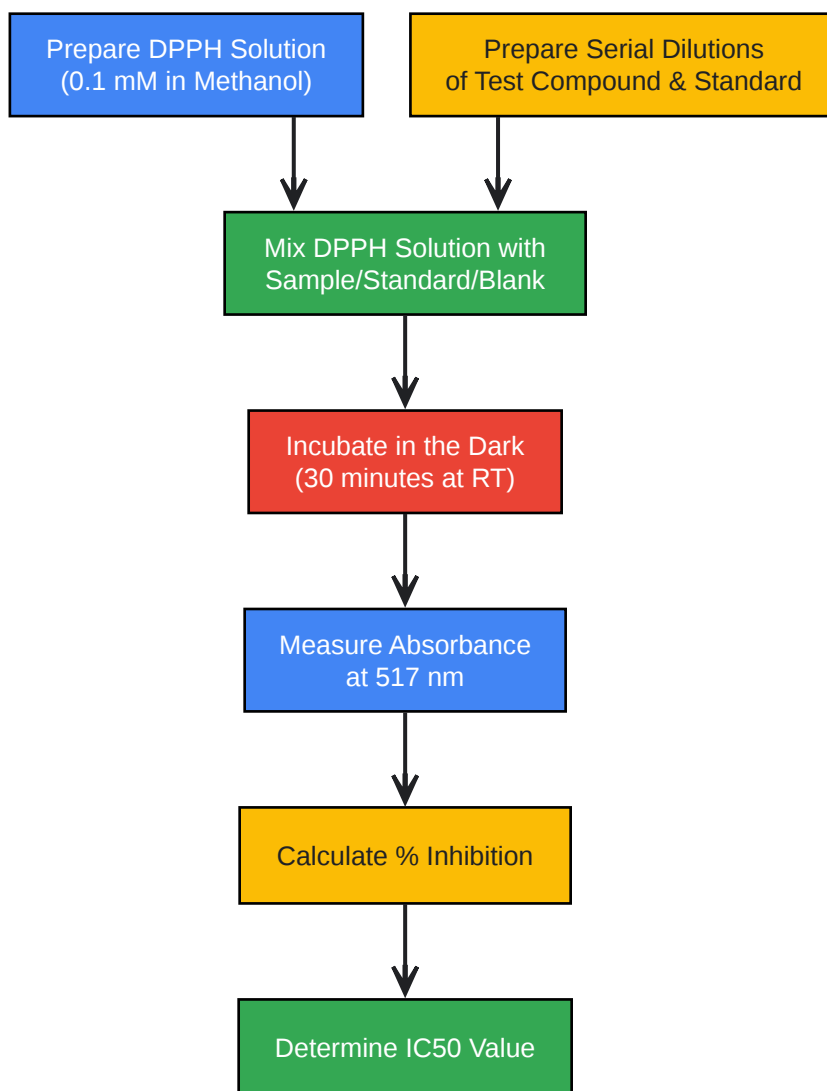 Prepare DPPH Solution
(0.1 mM in Methanol)
Prepare Serial Dilutions
of Test Compound & Standard
Mix DPPH Solution with
Sample/Standard/Blank
Incubate in the Dark
(30 minutes at RT)
Measure Absorbance
at 517 nm
Calculate % Inhibition
Determine IC50 Value